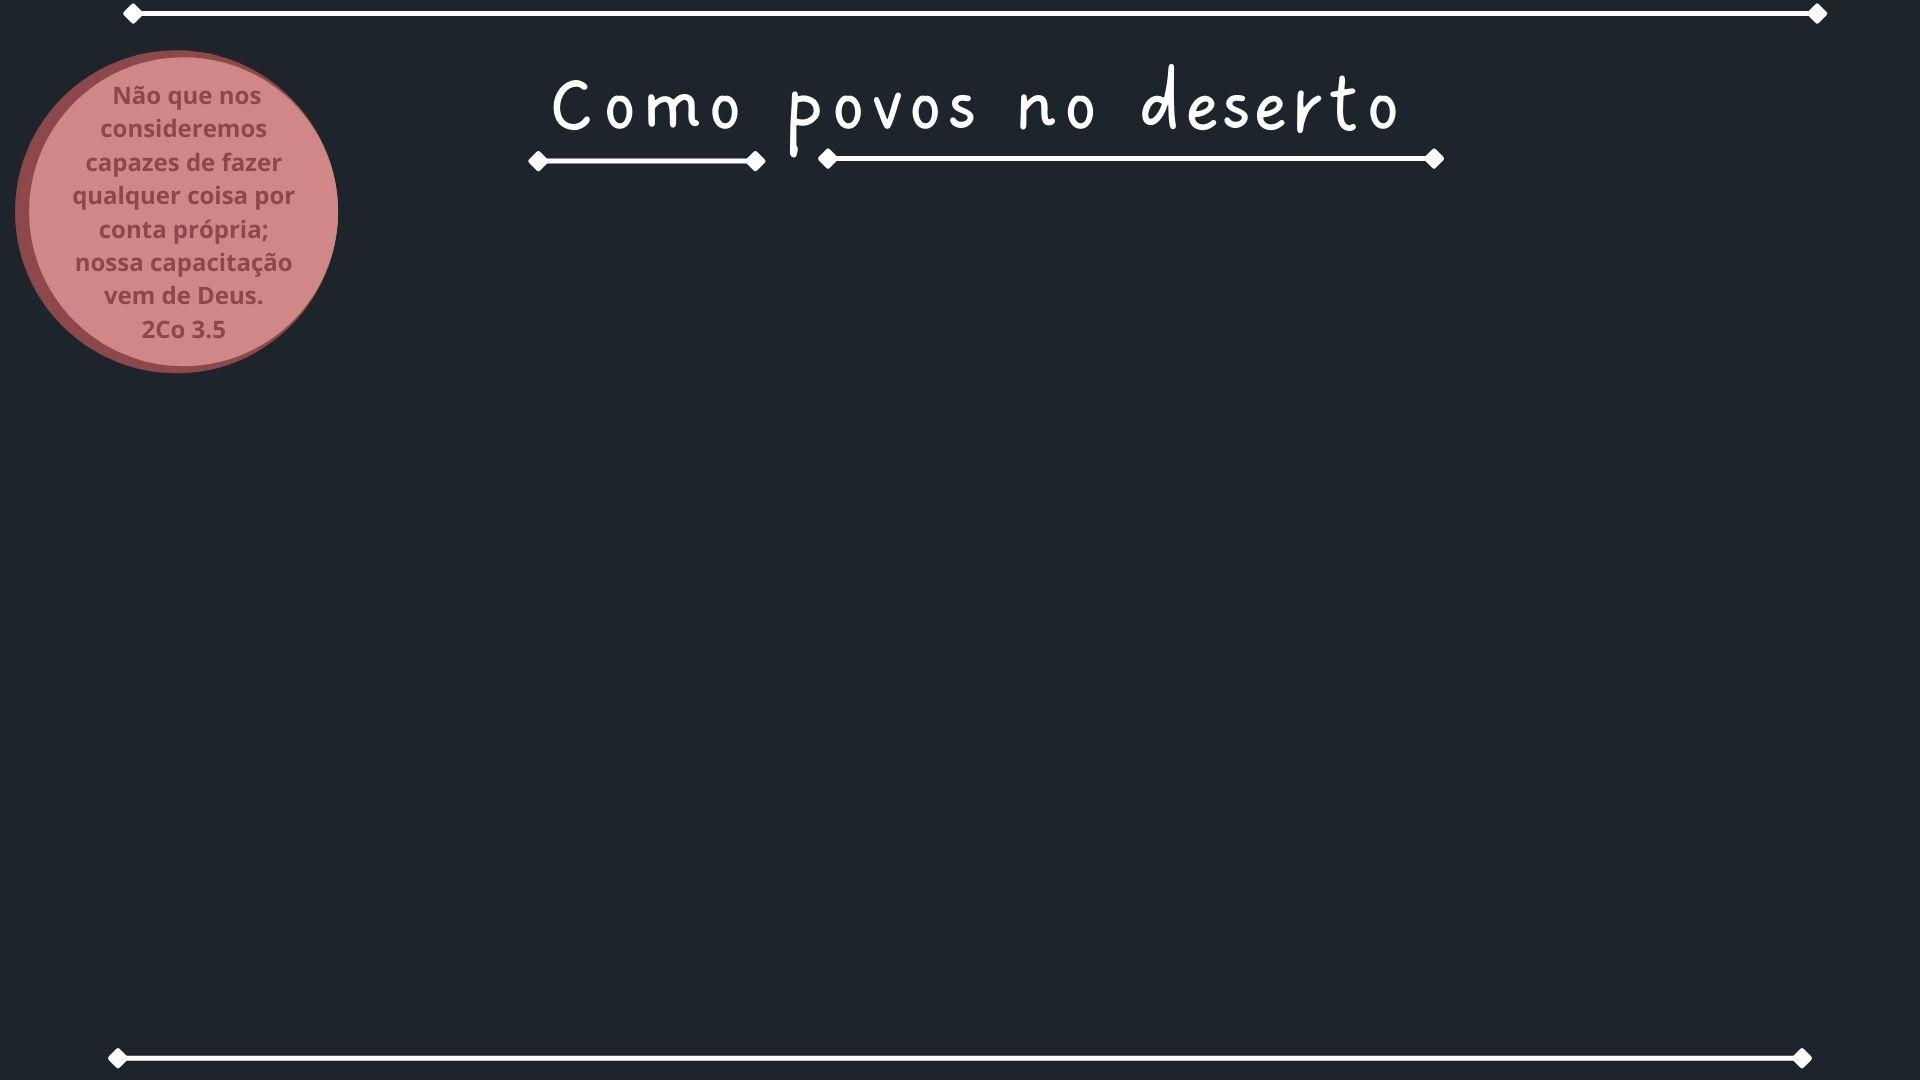 Como povos no deserto
Não que nos
consideremos
capazes de fazer
qualquer coisa por
conta própria;
nossa capacitação
vem de Deus.
2Co 3.5